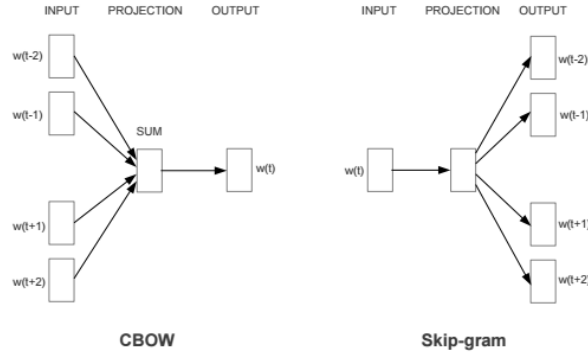 INPUT PROJECTION OUTPUT
w(t-2)
w(t-1)
SUM
w(t)
w(t+1)
w(t+2)
CBOW
INPUT PROJECTION OUTPUT
w(t-2)
w(t-1)
w(t)
w(t+1)
w(t+2)
Skip-gram